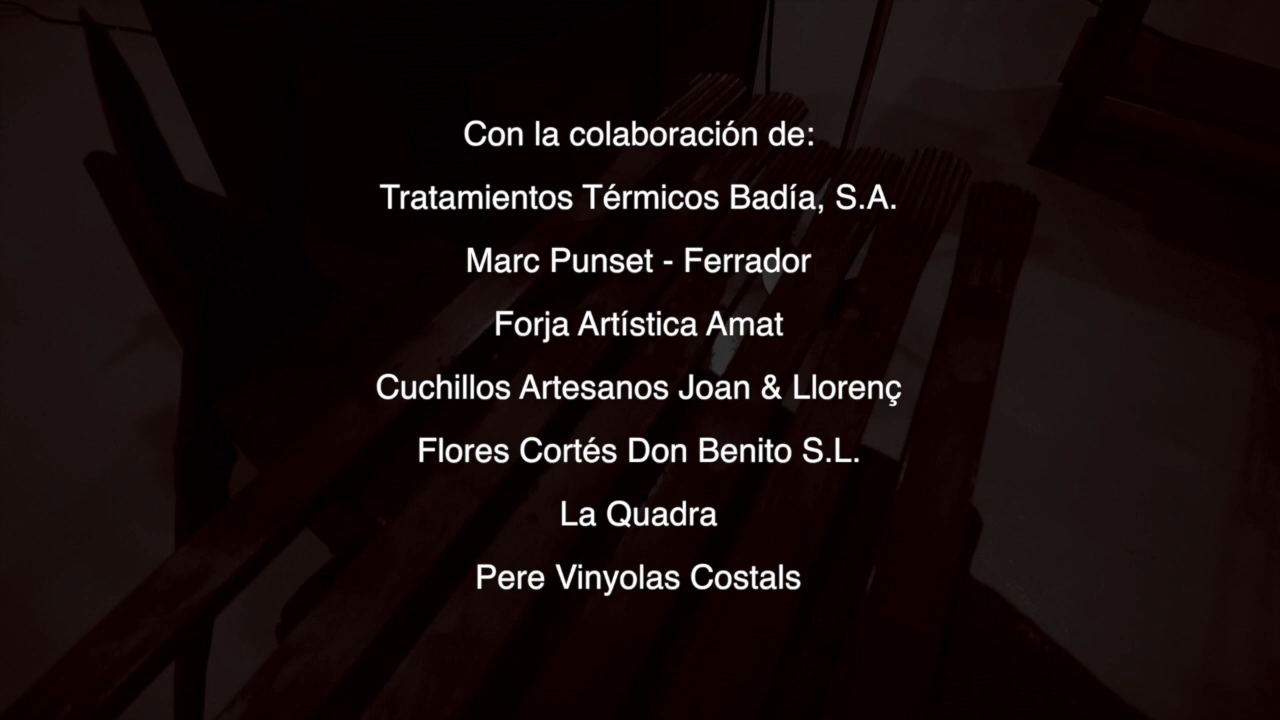 Con la colaboración de:
Tratamientos Térmicos Badía, S.A.
Marc Punset - Ferrador
Forja Artística Amat
Cuchillos Artesanos Joan & Llorenç
Flores Cortés Don Benito S.L.
La Quadra
Pere Vinyolas Costals